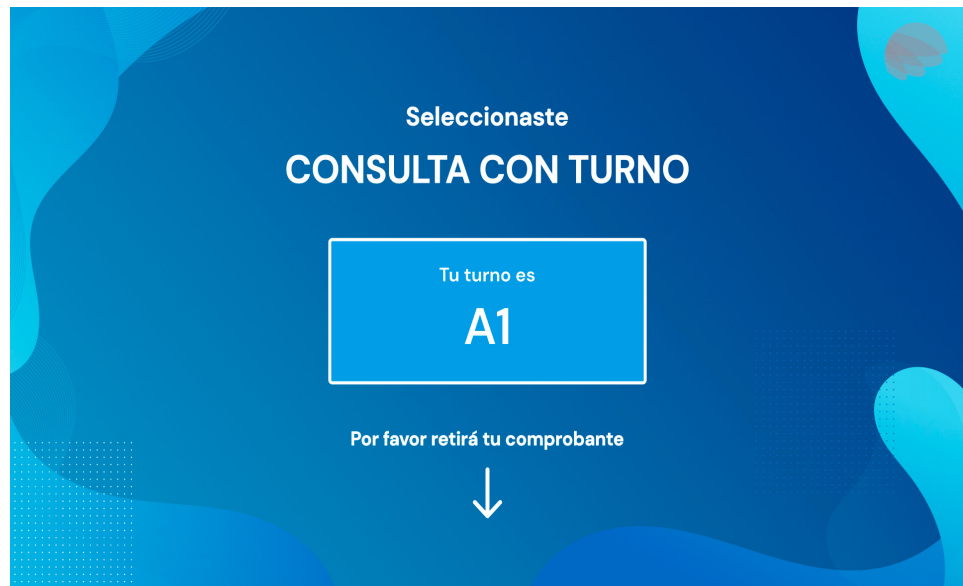 Seleccionaste
CONSULTA CON TURNO
Tu turno es
A1
Por favor retirá tu comprobante